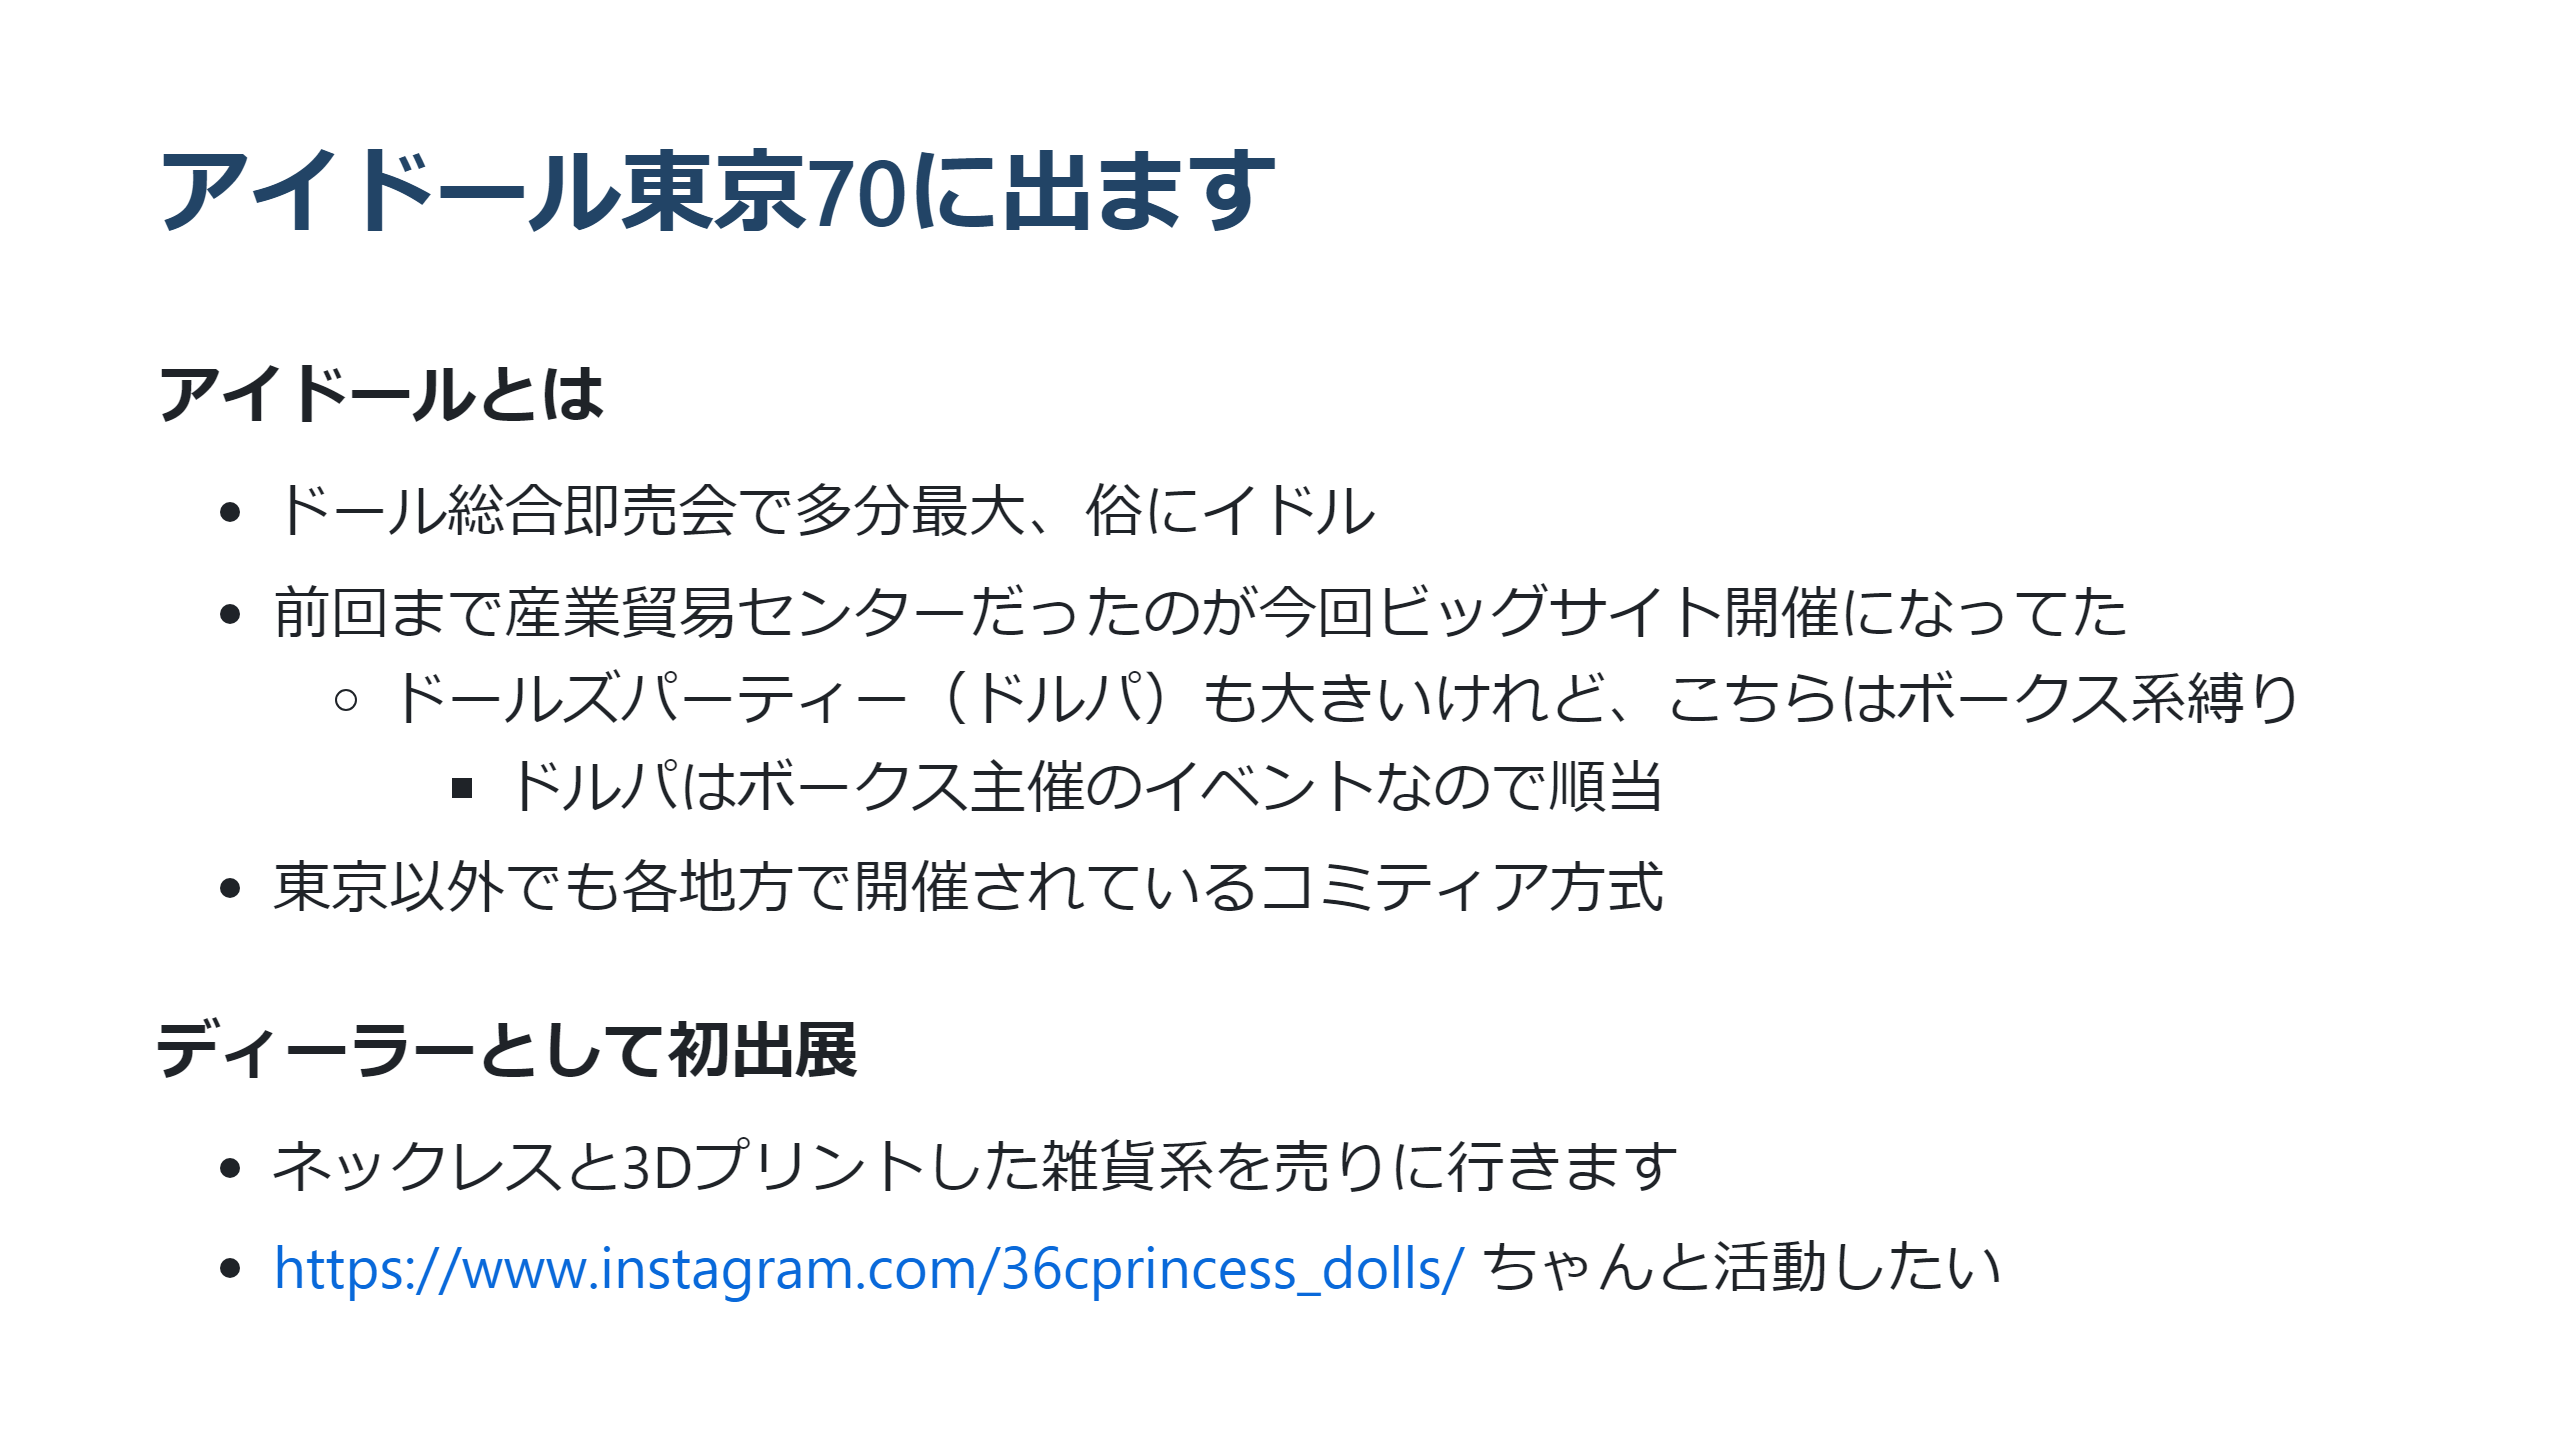 アイドール東京70に出ます
アイドールとは
ドール総合即売会で多分最大、俗にイドル
前回まで産業貿易センターだったのが今回ビッグサイト開催になってた
ドールズパーティー（ドルパ）も大きいけれど、こちらはボークス系縛り
ドルパはボークス主催のイベントなので順当
東京以外でも各地方で開催されているコミティア方式
ディーラーとして初出展
ネックレスと3Dプリントした雑貨系を売りに行きます
https://www.instagram.com/36cprincess_dolls/ ちゃんと活動したい